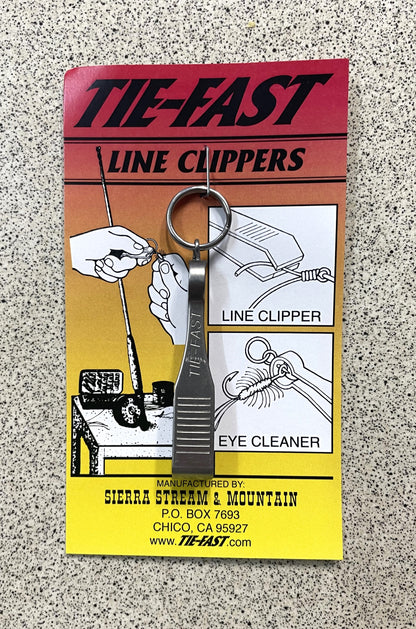 TIE-FAST
LINE CLIPPERS
LINE CLIPPER
TIE-FAST
EYE CLEANER
MANUFACTURED BY:
SIERRA STREAM & MOUNTAIN
P.O. BOX 7693
CHICO, CA 95927
www.TIE-FAST.com